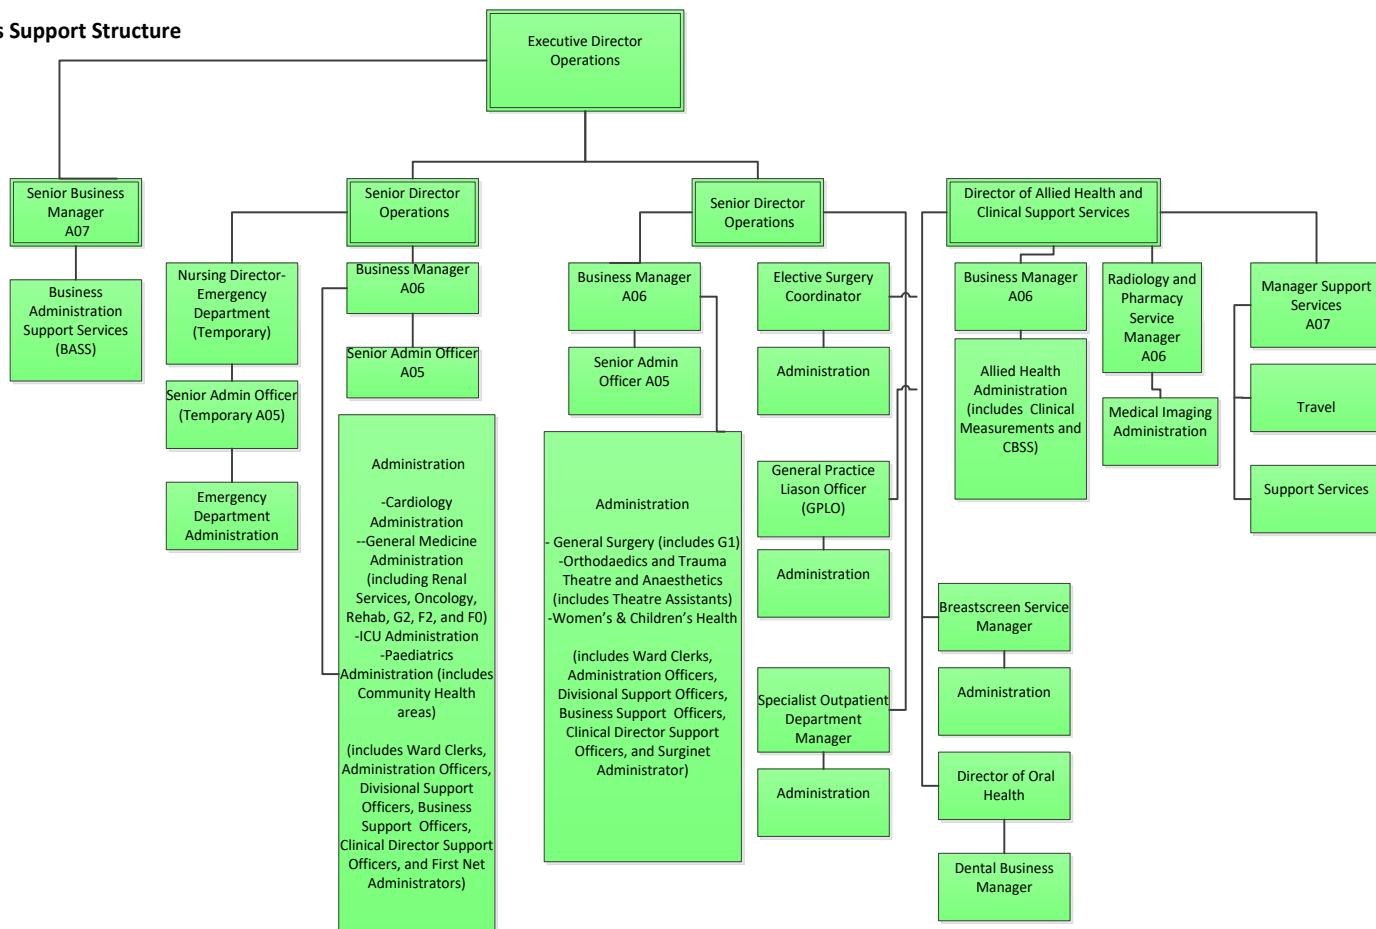 s Support Structure
Executive Director
Operations
Senior Business
Manager
A07
Senior Director
Operations
Senior Director
Operations
Director of Allied Health and
Clinical Support Services
Business
Administration
Support Services
(BASS)
Nursing Director-
Emergency
Department
(Temporary)
Senior Admin Officer
(Temporary A05)
Emergency
Department
Administration
Business Manager
A06
Senior Admin Officer
A05
Administration
-Cardiology
Administration
--General Medicine
Administration
(including Renal
Services, Oncology,
Rehab, G2, F2, and F0)
-ICU Administration
-Paediatrics
Administration (includes
Community Health
areas)
(includes Ward Clerks,
Administration Officers,
Divisional Support
Officers, Business
Support Officers,
Clinical Director Support
Officers, and First Net
Administrators)
Business Manager
A06
Senior Admin
Officer A05
Administration
- General Surgery (includes G1)
-Orthodaedics and Trauma
Theatre and Anaesthetics
(includes Theatre Assistants)
-Women's & Children's Health
(includes Ward Clerks,
Administration Officers,
Divisional Support Officers,
Business Support Officers,
Clinical Director Support
Officers, and Surginet
Administrator)
Elective Surgery
Coordinator
Administration
General Practice
Liason Officer
(GPLO)
Administration
Specialist Outpatient
Department
Manager
Administration
Business Manager
A06
Allied Health
Administration
(includes Clinical
Measurements and
CBSS)
Radiology and
Pharmacy
Service
Manager
A06
Medical Imaging
Administration
Manager Support
Services
A07
Travel
Support Services
Breastscreen Service
Manager
Administration
Director of Oral
Health
Dental Business
Manager